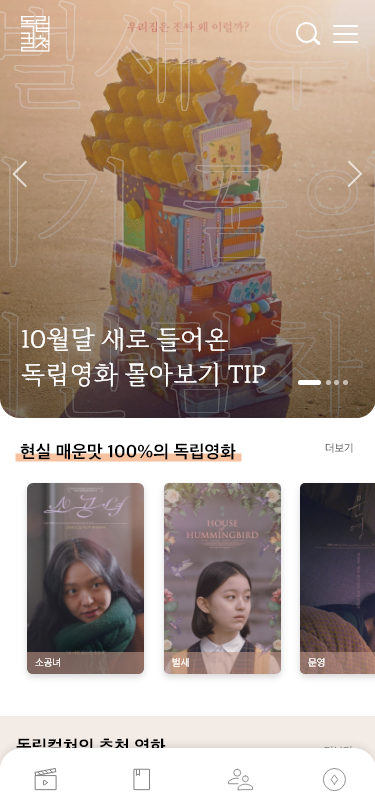 독립
컬쳐
우리집은 진짜 왜 이럴까?
10월달 새로 들어온
독립영화 몰아보기 TIP
현실 매운맛 100%의 독립영화
더보기
소공녀
HOUSE
OF
HUMMINGBIRD
소공녀
벌새
문영
독립컬쳐의 추천 영화